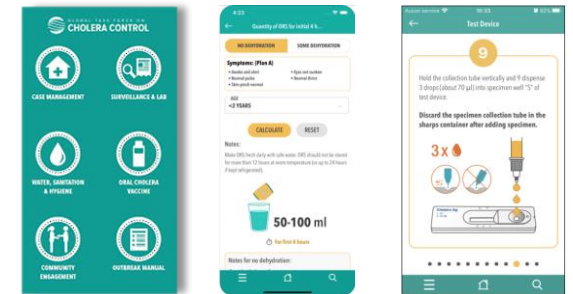 GLOBAL TASK FORCE ON
CHOLERA CONTROL
CASE MANAGEMENT
SURVEILLANCE & LAB
WATER, SANITATION
& HYGIENE
ORAL CHOLERA
VACCINE
COMMUNITY
ENGAGEMENT
OUTBREAK MANUAL
4:23
Quantity of ORS for initial 4 h...
NO DEHYDRATION
SOME DEHYDRATION
Symptoms: (Plan A)
• Awake and alert
• Eyes not sunken
• Normal pulse
• Normal thirst
• Skin pinch normal
AGE
<2 YEARS
CALCULATE
RESET
Notes:
Make ORS fresh daily with safe water. ORS should not be stored
for more than 12 hours at room temperature (or up to 24 hours
if kept refrigerated).
50-100 ml
For first 4 hours
Notes for no dehydration:
Test Device
9
Hold the collection tube vertically and 9 dispense
3 drops (about 70 µl) into specimen well "S" of
test device.
Discard the specimen collection tube in the
sharps container after adding specimen.
3 x